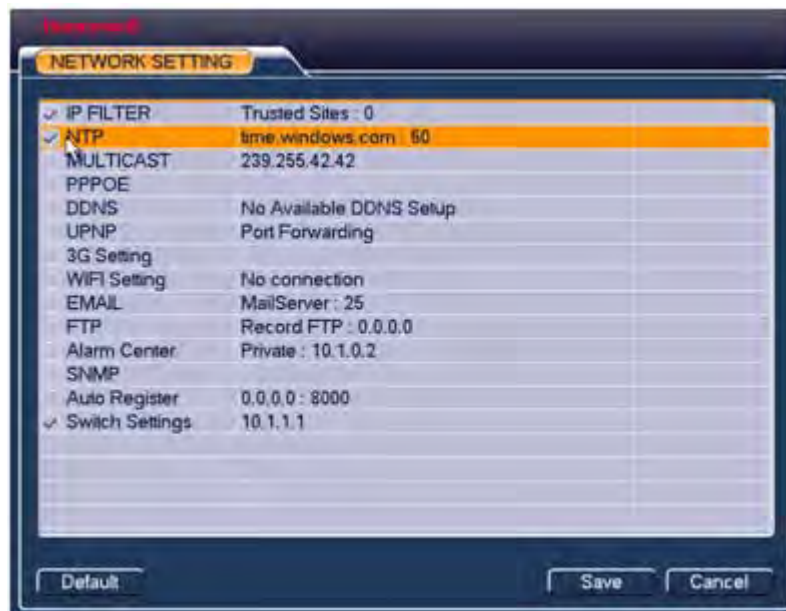 Honeywell
NETWORK SETTING
IP FILTER Trusted Sites : 0
NTP time.windows.com : 60
MULTICAST 239.255.42.42
PPPOE
DDNS No Available DDNS Setup
UPNP Port Forwarding
3G Setting
WIFI Setting No connection
EMAIL MailServer : 25
FTP Record FTP : 0.0.0.0
Alarm Center Private : 10.1.0.2
SNMP
Auto Register 0.0.0.0 : 8000
Switch Settings 10.1.1.1
Default Save Cancel